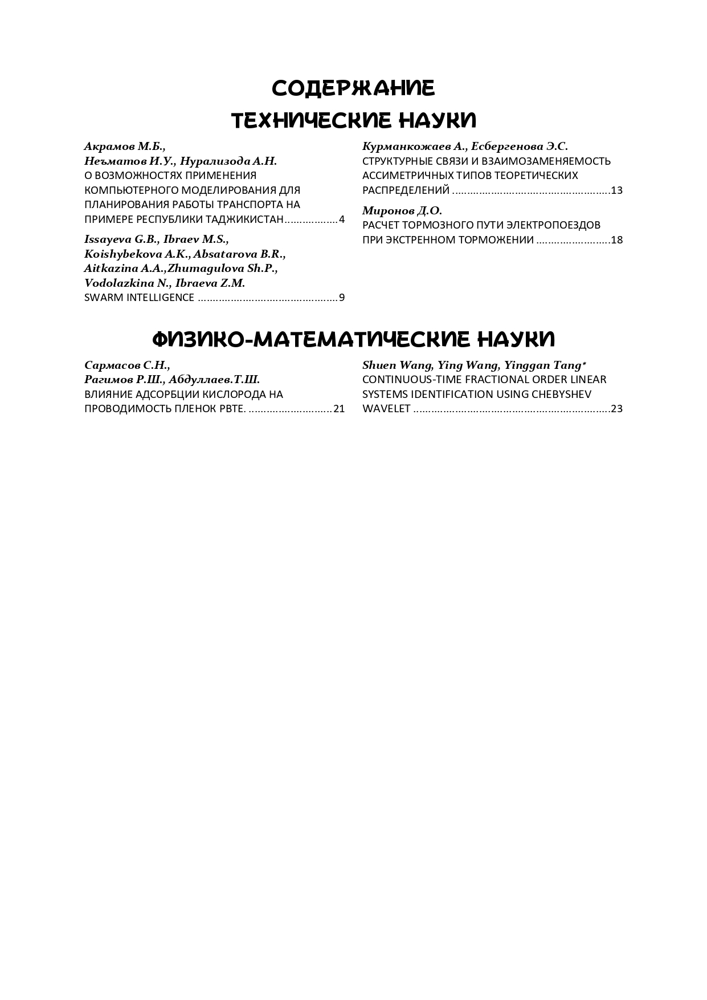 СОДЕРЖАНИЕ
ТЕХНИЧЕСКИЕ НАУКИ
Акрамов М.Б.,
Неъматов И.У., Нурализода А.Н.
О ВОЗМОЖНОСТЯХ ПРИМЕНЕНИЯ
КОМПЬЮТЕРНОГО МОДЕЛИРОВАНИЯ ДЛЯ
ПЛАНИРОВАНИЯ РАБОТЫ ТРАНСПОРТА НА
ПРИМЕРЕ РЕСПУБЛИКИ ТАДЖИКИСТАН..................4
Issayeva G.B., Ibraev M.S.,
Koishybekova A.K., Absatarova B.R.,
Aitkazina A.A.,Zhumagulova Sh.P.,
Vodolazkina N., Ibraeva Z.M.
SWARM INTELLIGENCE ...............................................9
Курманкожаев А., Есбергенова Э.С.
СТРУКТУРНЫЕ СВЯЗИ И ВЗАИМОЗАМЕНЯЕМОСТЬ
АССИМЕТРИЧНЫХ ТИПОВ ТЕОРЕТИЧЕСКИХ
РАСПРЕДЕЛЕНИЙ .....................................................13
Миронов Д.О.
РАСЧЕТ ТОРМОЗНОГО ПУТИ ЭЛЕКТРОПОЕЗДОВ
ПРИ ЭКСТРЕННОМ ТОРМОЖЕНИИ .........................18
ФИЗИКО-МАТЕМАТИЧЕСКИЕ НАУКИ
Сармасов С.Н.,
Рагимов Р.Ш., Абдуллаев.Т.Ш.
ВЛИЯНИЕ АДСОРБЦИИ КИСЛОРОДА НА
ПРОВОДИМОСТЬ ПЛЕНОК PBTE. ............................21
Shuen Wang, Ying Wang, Yinggan Tang*
CONTINUOUS-TIME FRACTIONAL ORDER LINEAR
SYSTEMS IDENTIFICATION USING CHEBYSHEV
WAVELET ..................................................................23